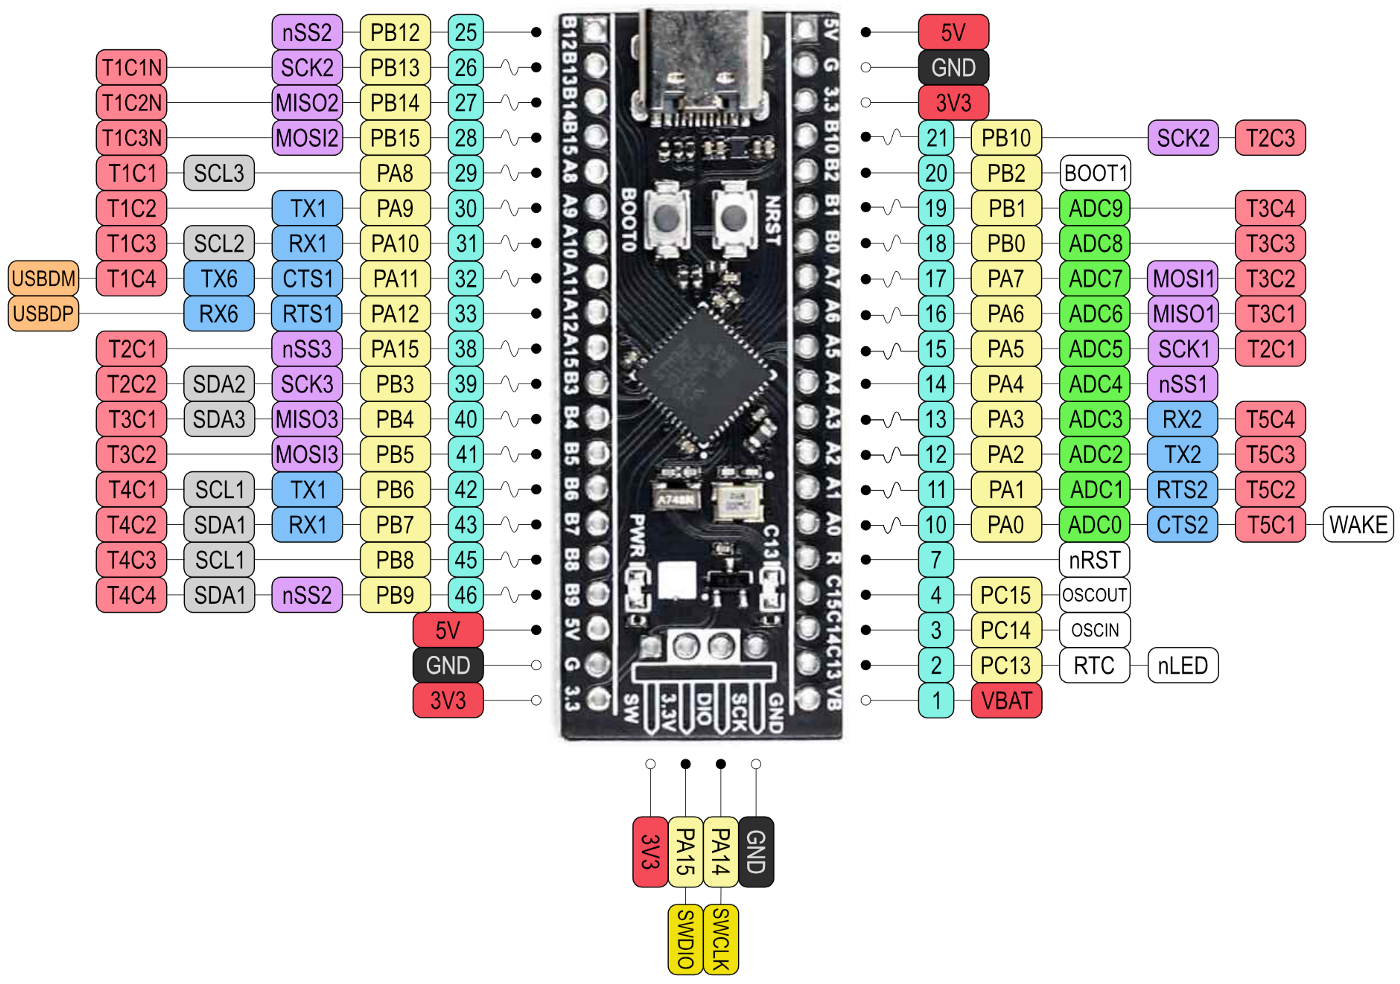 nSS2 PB12 25
T1C1N SCK2 PB13 26
T1C2N MISO2 PB14 27
T1C3N MOSI2 PB15 28
T1C1 SCL3 PA8 29
T1C2 TX1 PA9 30
T1C3 SCL2 RX1 PA10 31
USBDM T1C4 TX6 CTS1 PA11 32
USBDP RX6 RTS1 PA12 33
T2C1 nSS3 PA15 38
T2C2 SDA2 SCK3 PB3 39
T3C1 SDA3 MISO3 PB4 40
T3C2 MOSI3 PB5 41
T4C1 SCL1 TX1 PB6 42
T4C2 SDA1 RX1 PB7 43
T4C3 SCL1 PB8 45
T4C4 SDA1 nSS2 PB9 46
5V
GND
3V3
B12 B13 B14 B15 A8 A9 A10 A11 A12 A15 B3 B4 B5 B6 B7 B8 B9 5V G 3.3
BOOT0 NRST
A748N
PWR C13
SW 3.3V DIO SCK GND
5V G 3.3 B10 B2 B1 B0 A7 A6 A5 A4 A3 A2 A1 A0 R C15 C14 C13 VB
5V
GND
3V3
21 PB10 SCK2 T2C3
20 PB2 BOOT1
19 PB1 ADC9 T3C4
18 PB0 ADC8 T3C3
17 PA7 ADC7 MOSI1 T3C2
16 PA6 ADC6 MISO1 T3C1
15 PA5 ADC5 SCK1 T2C1
14 PA4 ADC4 nSS1
13 PA3 ADC3 RX2 T5C4
12 PA2 ADC2 TX2 T5C3
11 PA1 ADC1 RTS2 T5C2
10 PA0 ADC0 CTS2 T5C1 WAKE
7 nRST
4 PC15 OSCOUT
3 PC14 OSCIN
2 PC13 RTC nLED
1 VBAT
3V3 PA15 PA14 GND
SWDIO SWCLK